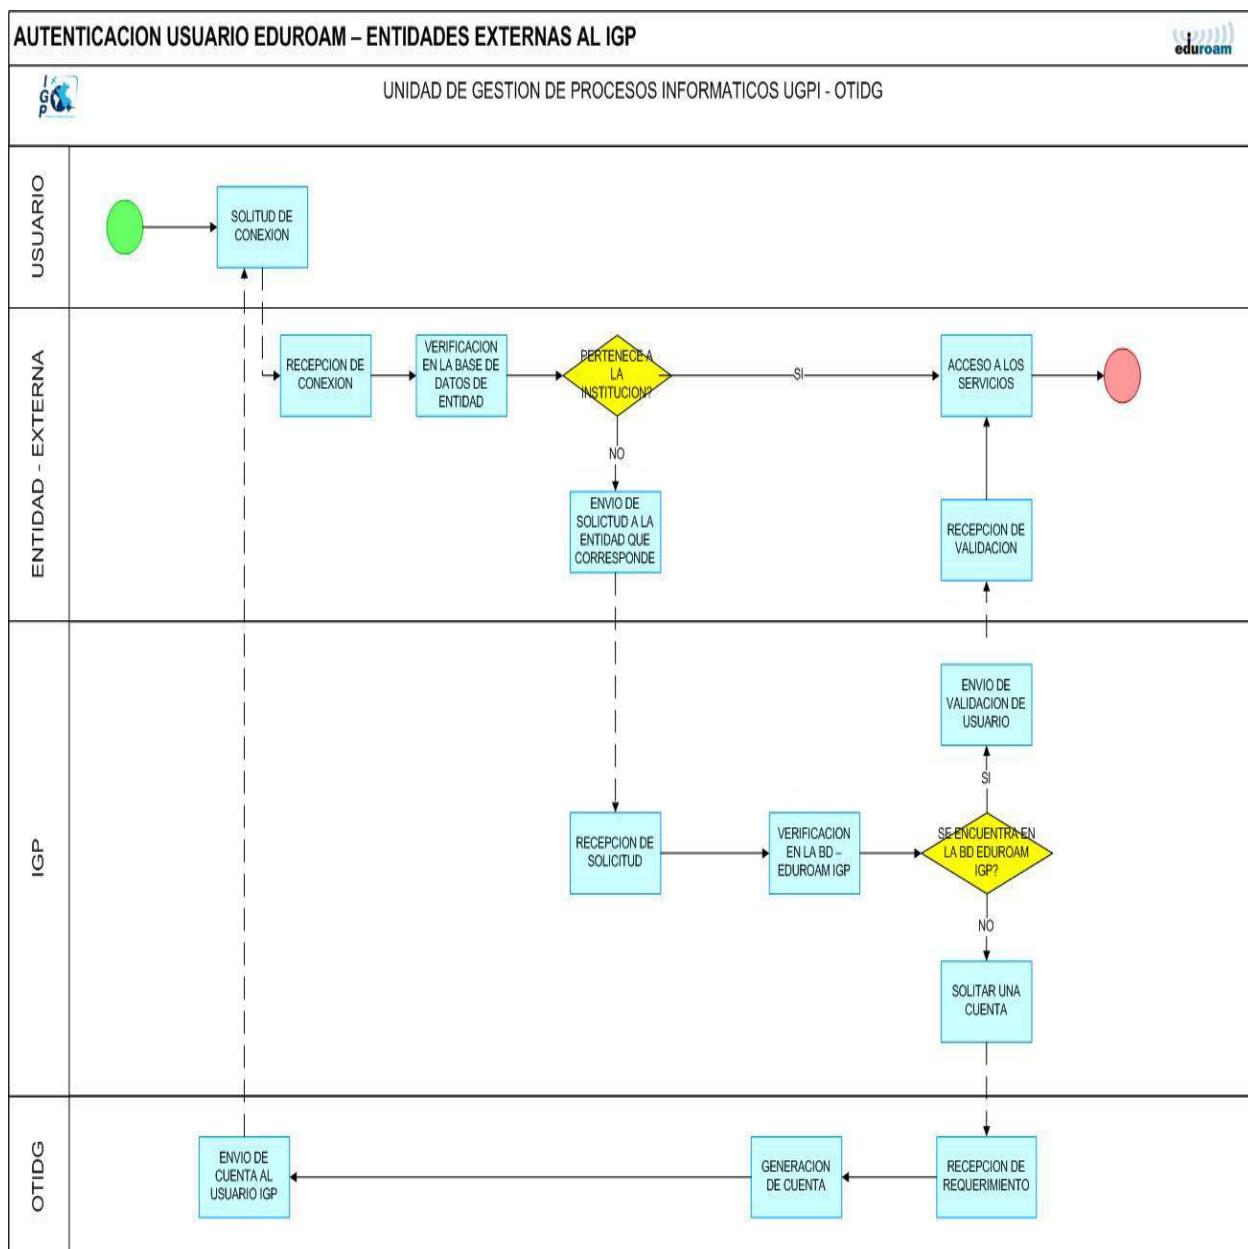 AUTENTICACION USUARIO EDUROAM – ENTIDADES EXTERNAS AL IGP
eduroam
IGP
UNIDAD DE GESTION DE PROCESOS INFORMATICOS UGPI - OTIDG
USUARIO
SOLITUD DE
CONEXION
ENTIDAD - EXTERNA
RECEPCION DE
CONEXION
VERIFICACION
EN LA BASE DE
DATOS DE
ENTIDAD
PERTENECE A
LA
INSTITUCION?
SI
ACCESO A LOS
SERVICIOS
NO
ENVIO DE
SOLICTUD A LA
ENTIDAD QUE
CORRESPONDE
RECEPCION DE
VALIDACION
IGP
ENVIO DE
VALIDACION DE
USUARIO
SI
RECEPCION DE
SOLICITUD
VERIFICACION
EN LA BD –
EDUROAM IGP
SE ENCUENTRA EN
LA BD EDUROAM
IGP?
NO
SOLITAR UNA
CUENTA
OTIDG
ENVIO DE
CUENTA AL
USUARIO IGP
GENERACION
DE CUENTA
RECEPCION DE
REQUERIMIENTO